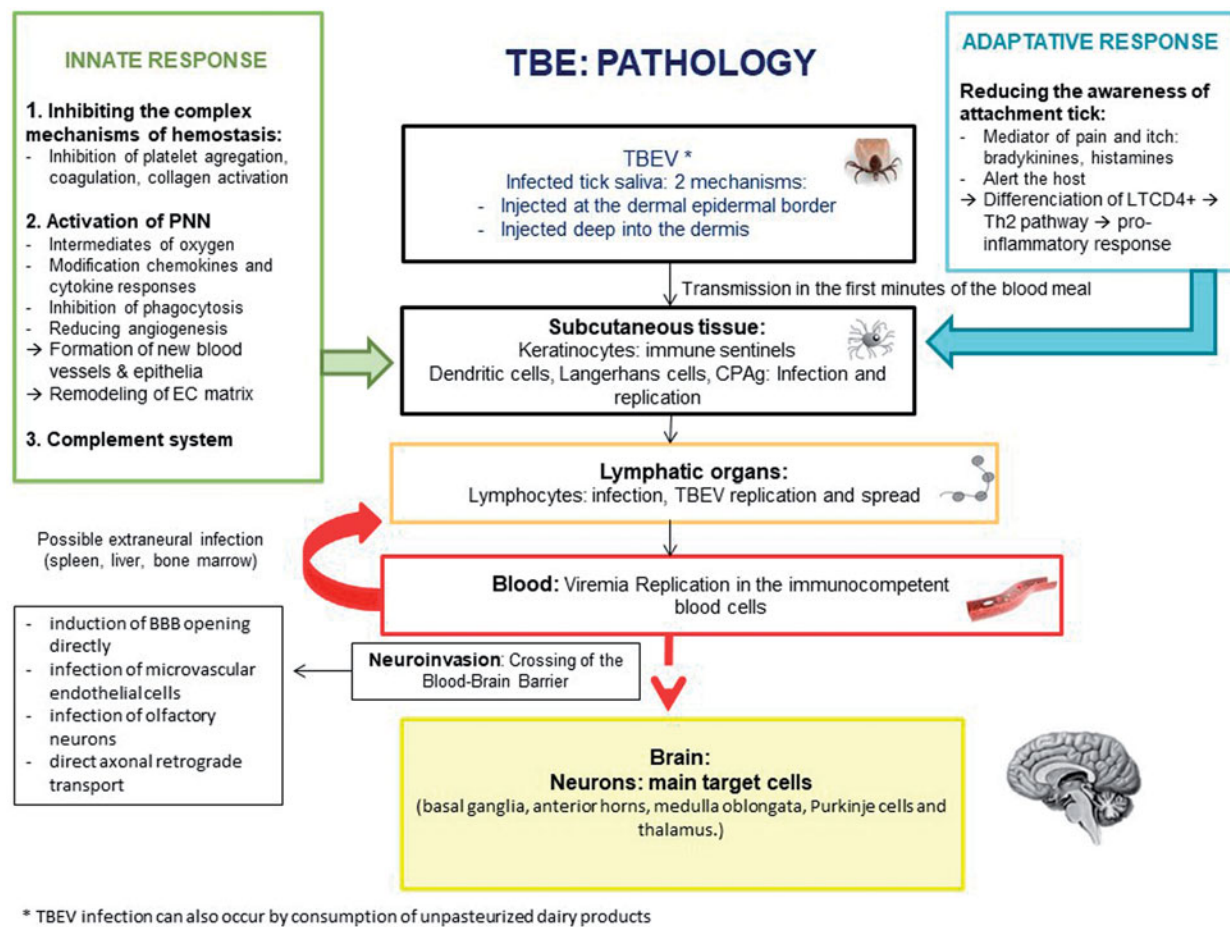 TBE: PATHOLOGY
INNATE RESPONSE
1. Inhibiting the complex
mechanisms of hemostasis:
- Inhibition of platelet agregation,
coagulation, collagen activation
2. Activation of PNN
- Intermediates of oxygen
- Modification chemokines and
cytokine responses
- Inhibition of phagocytosis
- Reducing angiogenesis
→ Formation of new blood
vessels & epithelia
→ Remodeling of EC matrix
3. Complement system
ADAPTATIVE RESPONSE
Reducing the awareness of
attachment tick:
- Mediator of pain and itch:
bradykinines, histamines
- Alert the host
→ Differenciation of LTCD4+ →
Th2 pathway → pro-
inflammatory response
TBEV *
Infected tick saliva: 2 mechanisms:
- Injected at the dermal epidermal border
- Injected deep into the dermis
Transmission in the first minutes of the blood meal
Subcutaneous tissue:
Keratinocytes: immune sentinels
Dendritic cells, Langerhans cells, CPAg: Infection and
replication
Lymphatic organs:
Lymphocytes: infection, TBEV replication and spread
Possible extraneural infection
(spleen, liver, bone marrow)
Blood: Viremia Replication in the immunocompetent
blood cells
Neuroinvasion: Crossing of the
Blood-Brain Barrier
- induction of BBB opening
directly
- infection of microvascular
endothelial cells
- infection of olfactory
neurons
- direct axonal retrograde
transport
Brain:
Neurons: main target cells
(basal ganglia, anterior horns, medulla oblongata, Purkinje cells and
thalamus.)
* TBEV infection can also occur by consumption of unpasteurized dairy products